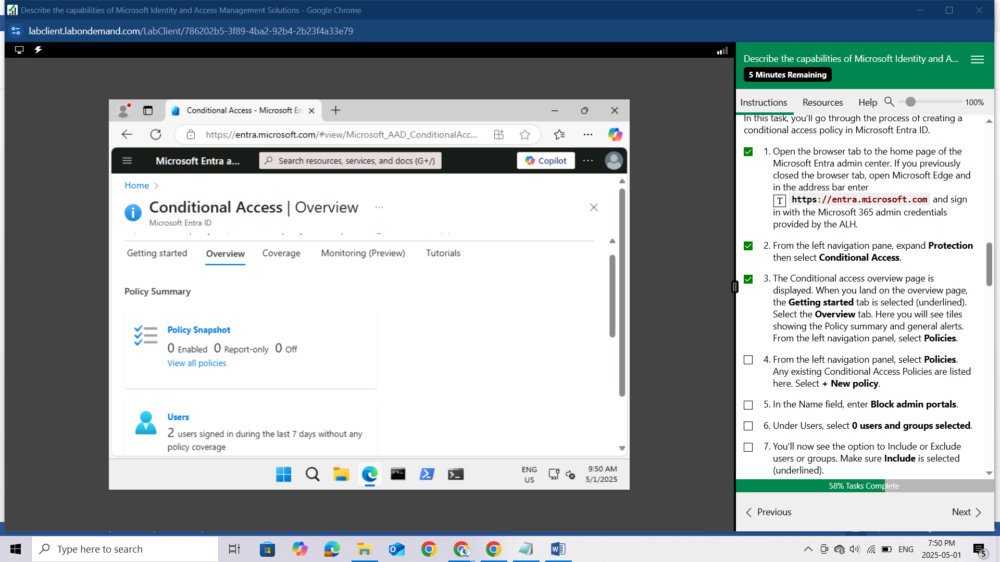 Describe the capabilities of Microsoft Identity and Access Management Solutions - Google Chrome
labclient.labondemand.com/LabClient/786202b5-3f89-4ba2-92b4-2b23f4a33e79
Conditional Access - Microsoft En
https://entra.microsoft.com/#view/Microsoft_AAD_ConditionalAcc...
Microsoft Entra a...
Search resources, services, and docs (G+/)
Copilot
Home
Conditional Access | Overview
Microsoft Entra ID
Getting started
Overview
Coverage
Monitoring (Preview)
Tutorials
Policy Summary
Policy Snapshot
0 Enabled 0 Report-only 0 Off
View all policies
Users
2 users signed in during the last 7 days without any
policy coverage
ENG
US
9:50 AM
5/1/2025
Describe the capabilities of Microsoft Identity and A...
5 Minutes Remaining
Instructions
Resources
Help
100%
In this task, you'll go through the process of creating a
conditional access policy in Microsoft Entra ID.
1. Open the browser tab to the home page of the
Microsoft Entra admin center. If you previously
closed the browser tab, open Microsoft Edge and
in the address bar enter
T https://entra.microsoft.com and sign
in with the Microsoft 365 admin credentials
provided by the ALH.
2. From the left navigation pane, expand Protection
then select Conditional Access.
3. The Conditional access overview page is
displayed. When you land on the overview page,
the Getting started tab is selected (underlined).
Select the Overview tab. Here you will see tiles
showing the Policy summary and general alerts.
From the left navigation panel, select Policies.
4. From the left navigation panel, select Policies.
Any existing Conditional Access Policies are listed
here. Select + New policy.
5. In the Name field, enter Block admin portals.
6. Under Users, select 0 users and groups selected.
7. You'll now see the option to Include or Exclude
users or groups. Make sure Include is selected
(underlined).
58% Tasks Complete
Previous
Next
Type here to search
ENG
7:50 PM
2025-05-01
5